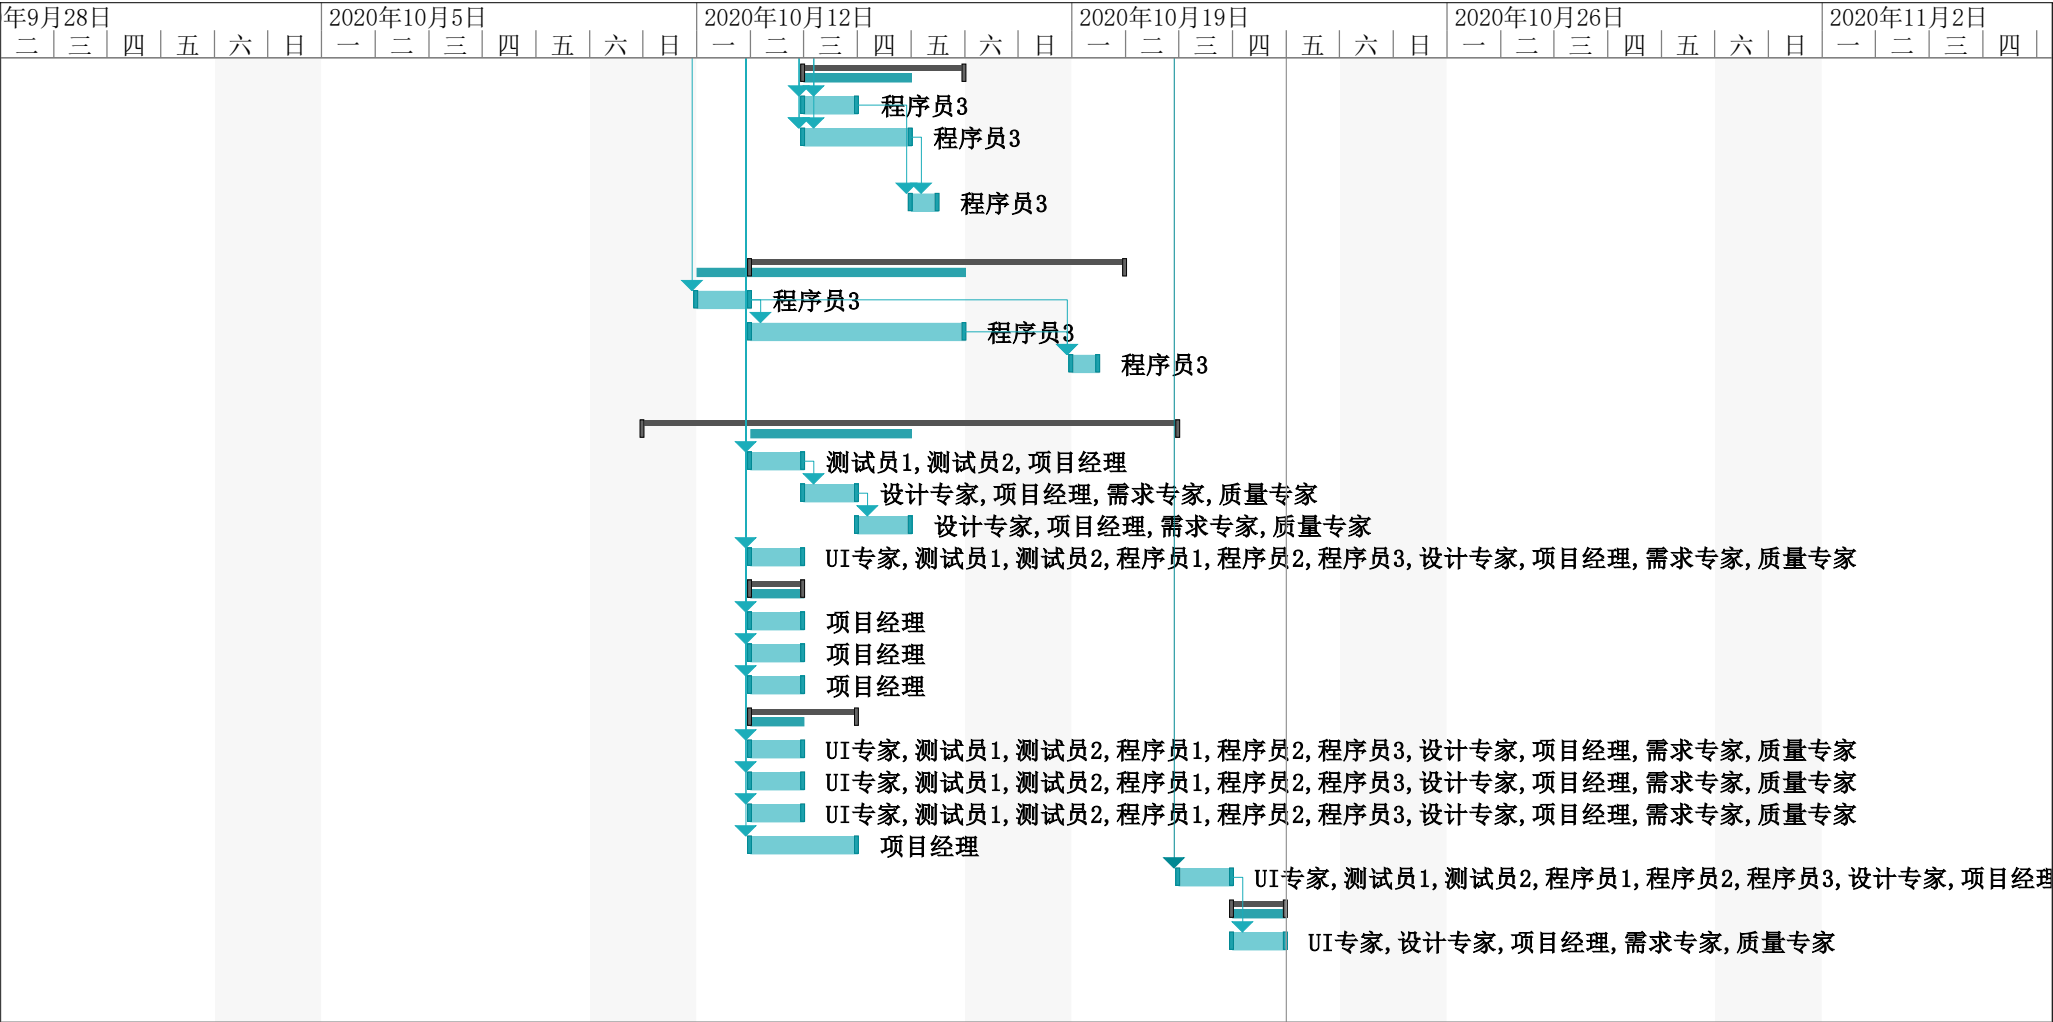 年9月28日 2020年10月5日 2020年10月12日 2020年10月19日 2020年10月26日 2020年11月2日
二 三 四 五 六 日 一 二 三 四 五 六 日 一 二 三 四 五 六 日 一 二 三 四 五 六 日 一 二 三 四 五 六 日 一 二 三 四
程序员3
程序员3
程序员3
程序员3
程序员3
程序员3
测试员1,测试员2,项目经理
设计专家,项目经理,需求专家,质量专家
设计专家,项目经理,需求专家,质量专家
UI专家,测试员1,测试员2,程序员1,程序员2,程序员3,设计专家,项目经理,需求专家,质量专家
项目经理
项目经理
项目经理
UI专家,测试员1,测试员2,程序员1,程序员2,程序员3,设计专家,项目经理,需求专家,质量专家
UI专家,测试员1,测试员2,程序员1,程序员2,程序员3,设计专家,项目经理,需求专家,质量专家
UI专家,测试员1,测试员2,程序员1,程序员2,程序员3,设计专家,项目经理,需求专家,质量专家
项目经理
UI专家,测试员1,测试员2,程序员1,程序员2,程序员3,设计专家,项目经理
UI专家,设计专家,项目经理,需求专家,质量专家